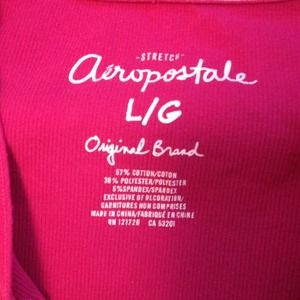 ~STRETCH~
Aéropostale
L/G
Original Brand
57% COTTON/COTON
38% POLYESTER/POLYESTER
5%SPANDEX/SPANDEX
EXCLUSIVE OF DECORATION/
GARNITURES NON COMPRISES
MADE IN CHINA/FABRIQUÉ EN CHINE
RN 121720 CA 53201